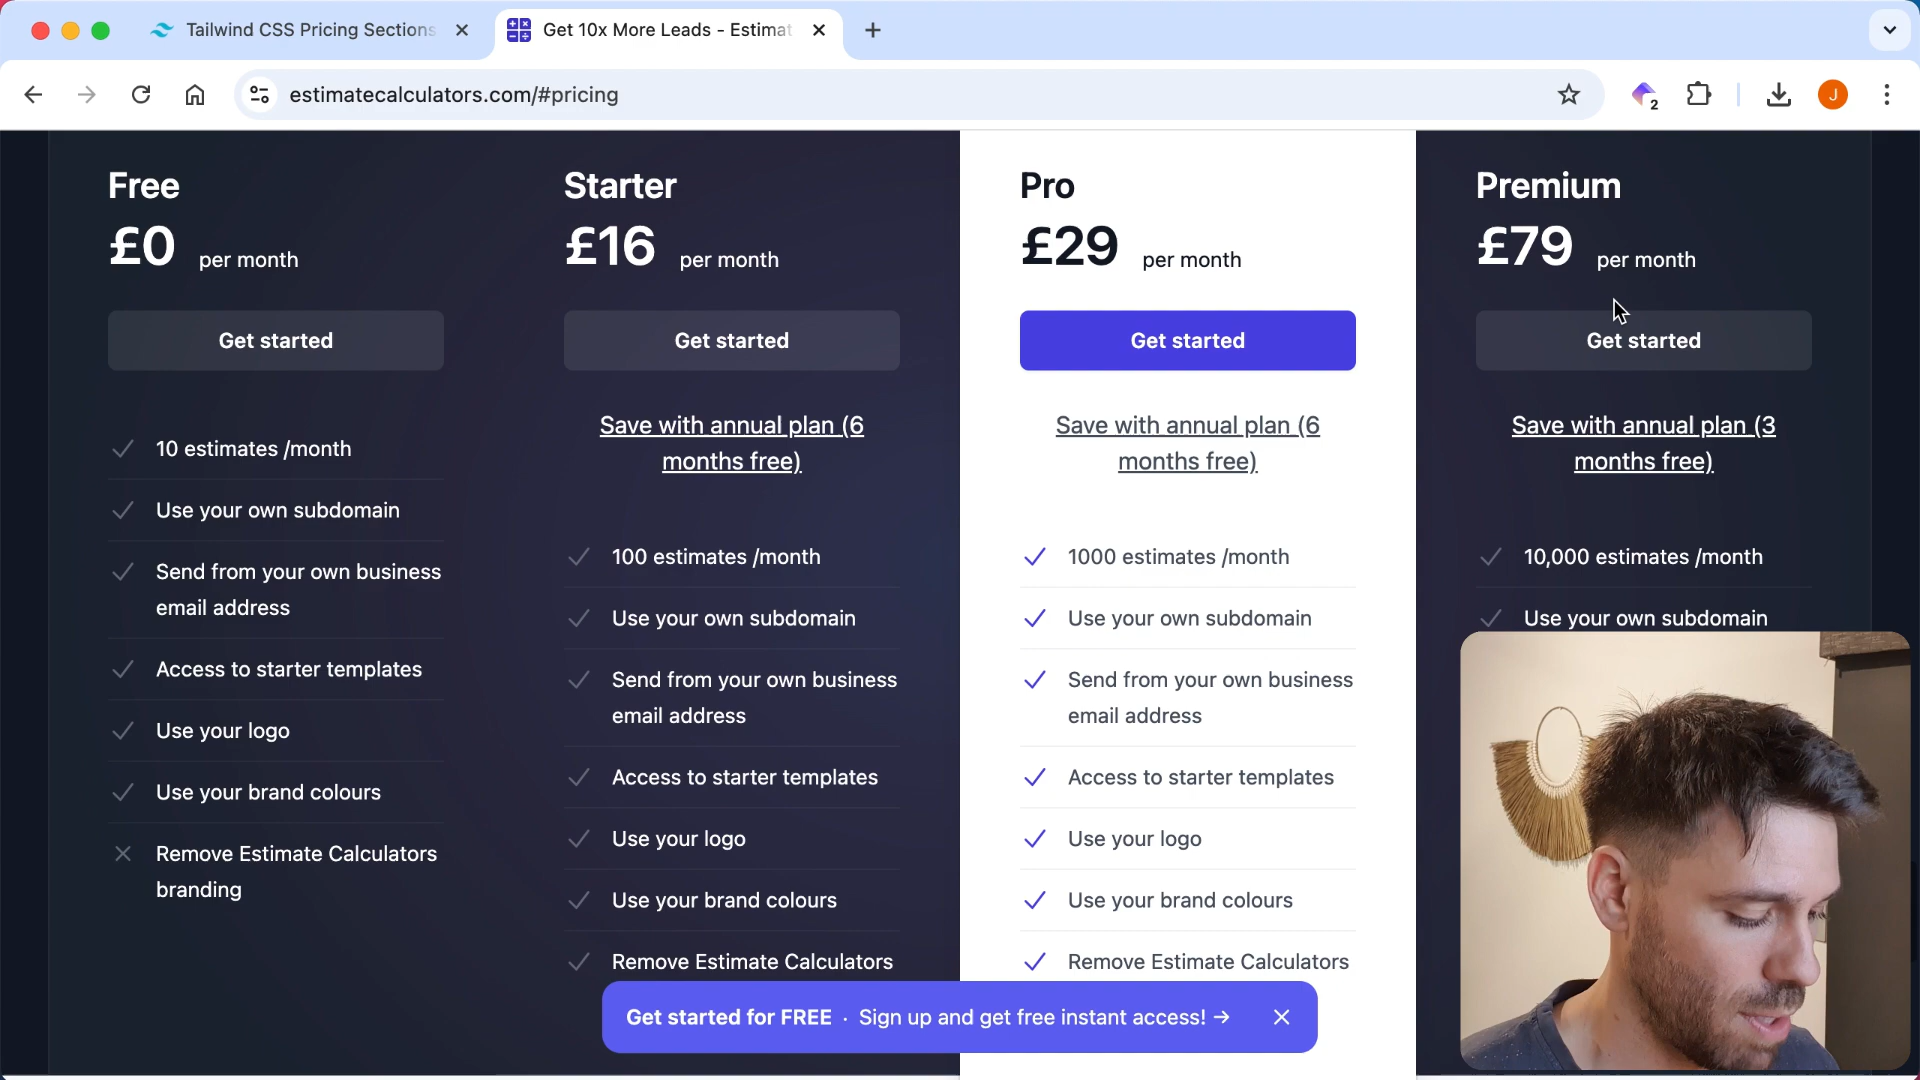 Tailwind CSS Pricing Sections
Get 10x More Leads - Estimat
estimatecalculators.com/#pricing
2
J
Free
£0 per month
Get started
10 estimates /month
Use your own subdomain
Send from your own business
email address
Access to starter templates
Use your logo
Use your brand colours
Remove Estimate Calculators
branding
Starter
£16 per month
Get started
Save with annual plan (6
months free)
100 estimates /month
Use your own subdomain
Send from your own business
email address
Access to starter templates
Use your logo
Use your brand colours
Remove Estimate Calculators
Pro
£29 per month
Get started
Save with annual plan (6
months free)
1000 estimates /month
Use your own subdomain
Send from your own business
email address
Access to starter templates
Use your logo
Use your brand colours
Remove Estimate Calculators
Premium
£79 per month
Get started
Save with annual plan (3
months free)
10,000 estimates /month
Use your own subdomain
Get started for FREE · Sign up and get free instant access! →